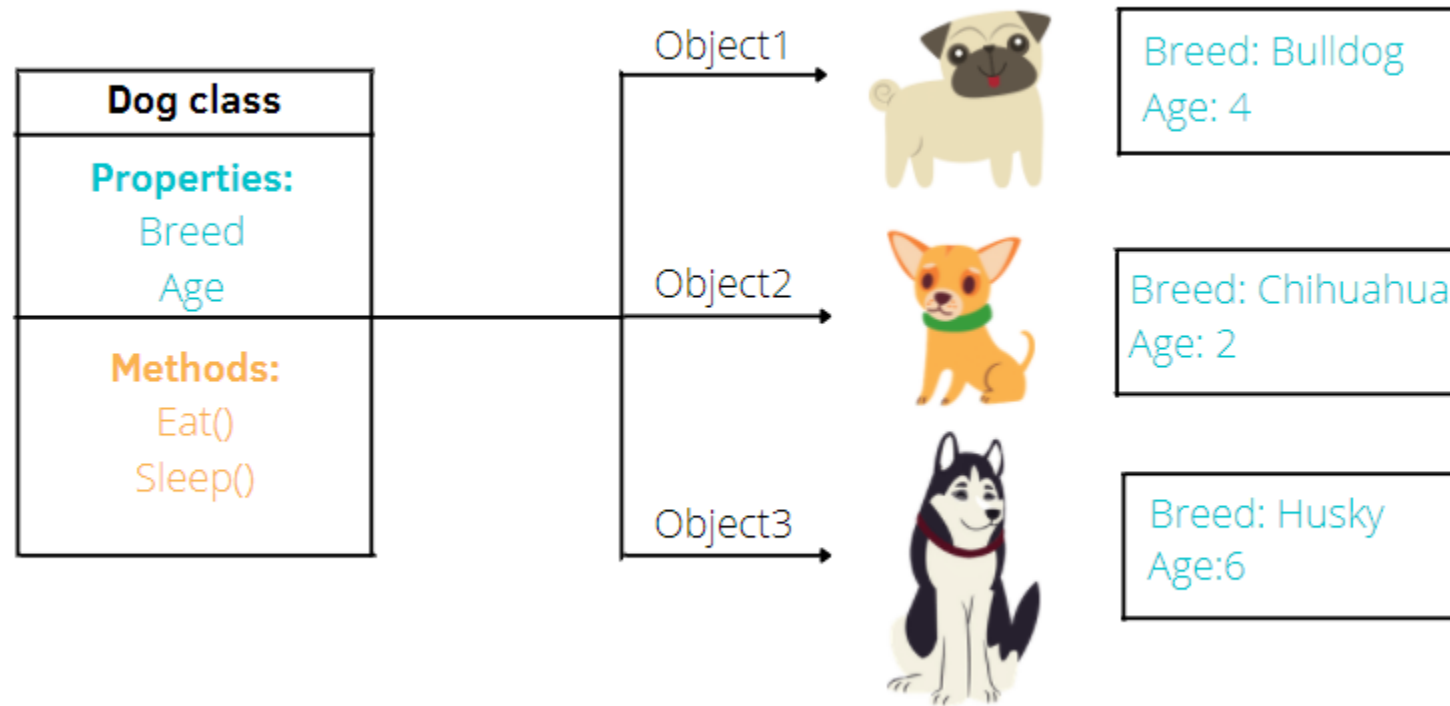 Dog class
Properties:
Breed
Age
Methods:
Eat()
Sleep()
Object1
Breed: Bulldog
Age: 4
Object2
Breed: Chihuahua
Age: 2
Object3
Breed: Husky
Age:6